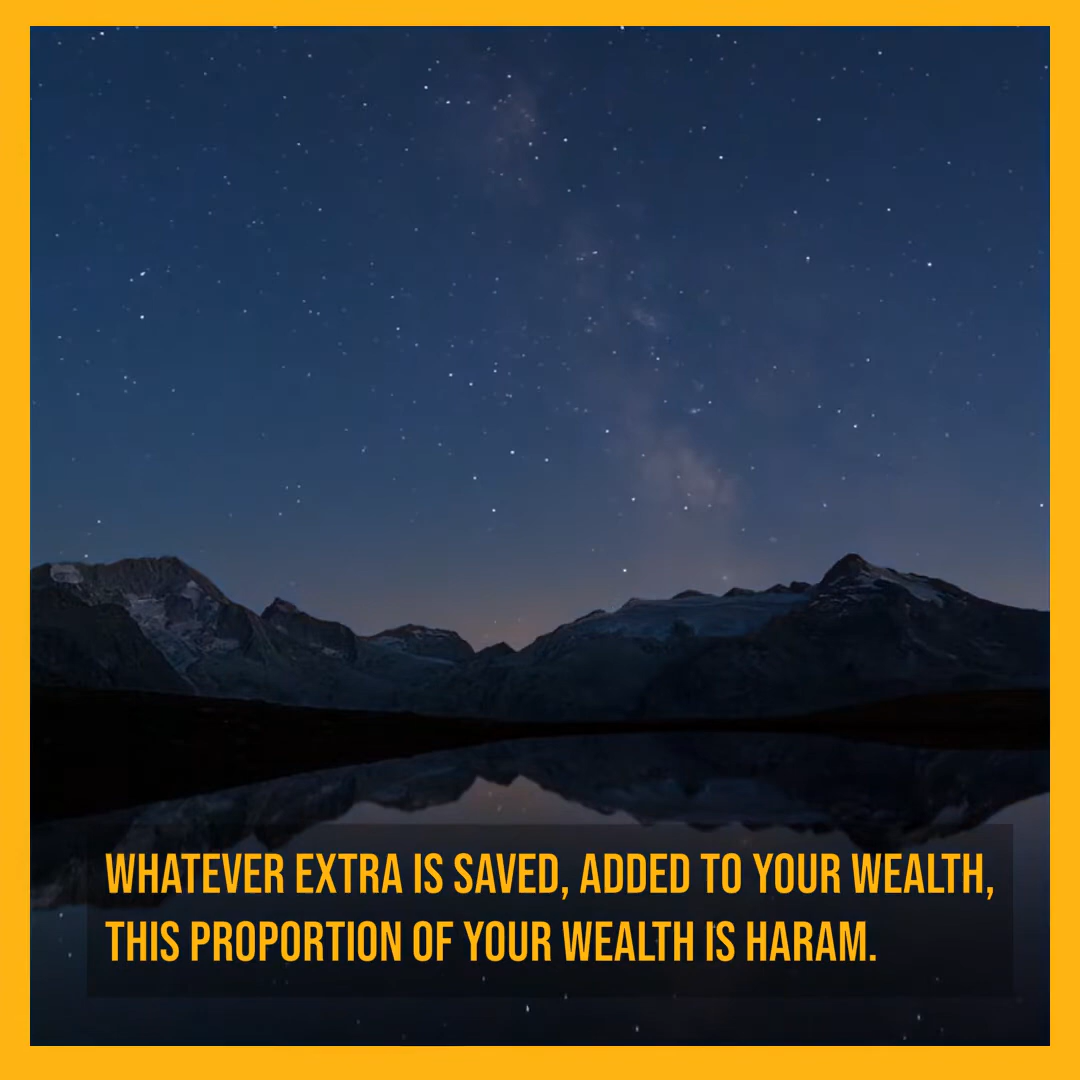 WHATEVER EXTRA IS SAVED, ADDED TO YOUR WEALTH,
THIS PROPORTION OF YOUR WEALTH IS HARAM.